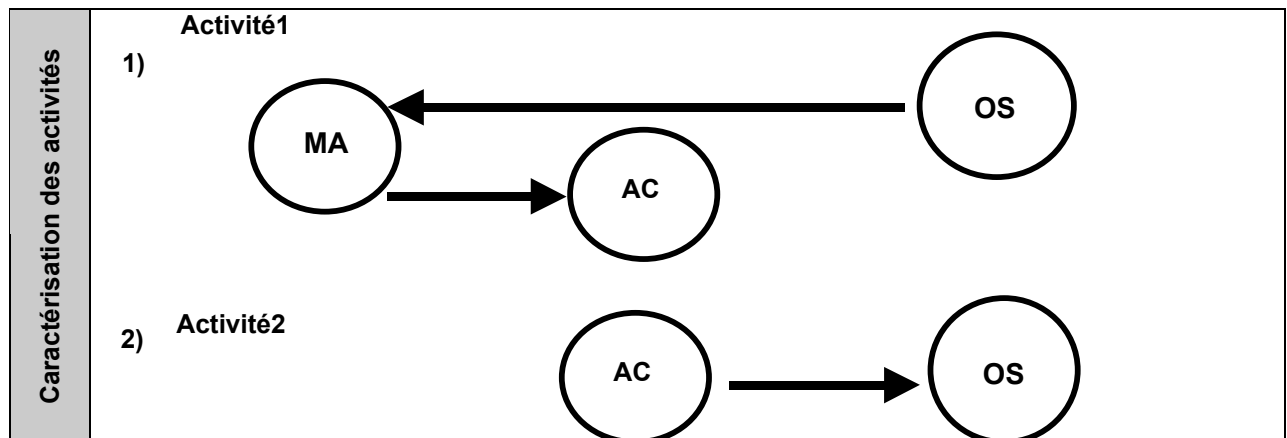 Caractérisation des activités
Activité1
1)
MA
OS
AC
Activité2
2)
AC
OS